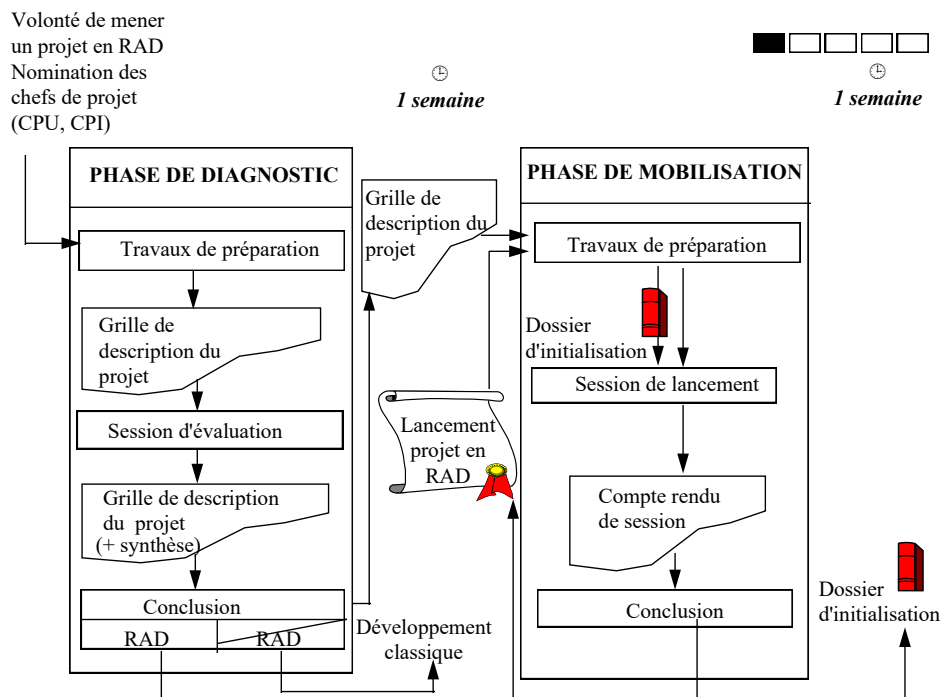 Volonté de mener
un projet en RAD
Nomination des
chefs de projet
(CPU, CPI)
1 semaine
1 semaine
PHASE DE DIAGNOSTIC
Travaux de préparation
Grille de
description du
projet
Session d'évaluation
Grille de description
du projet
(+ synthèse)
Conclusion
RAD
RAD
Grille de
description du
projet
Lancement
projet en
RAD
Développement
classique
PHASE DE MOBILISATION
Travaux de préparation
Dossier
d'initialisation
Session de lancement
Compte rendu
de session
Conclusion
Dossier
d'initialisation